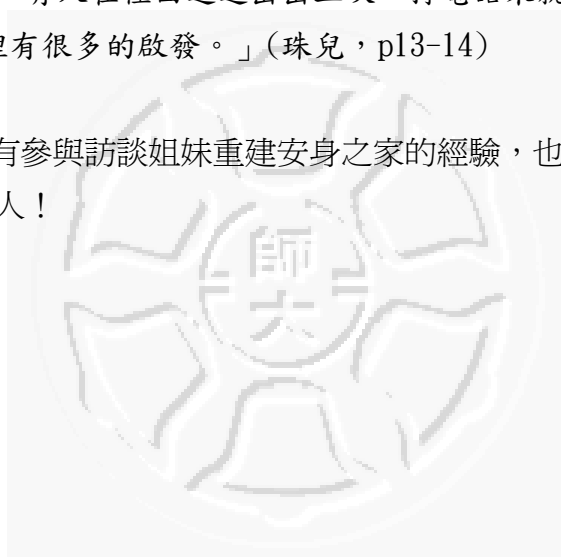 裡有很多的啟發。」(珠兒，p13-14)
有參與訪談姐妹重建安身之家的經驗，也
人！
師
大